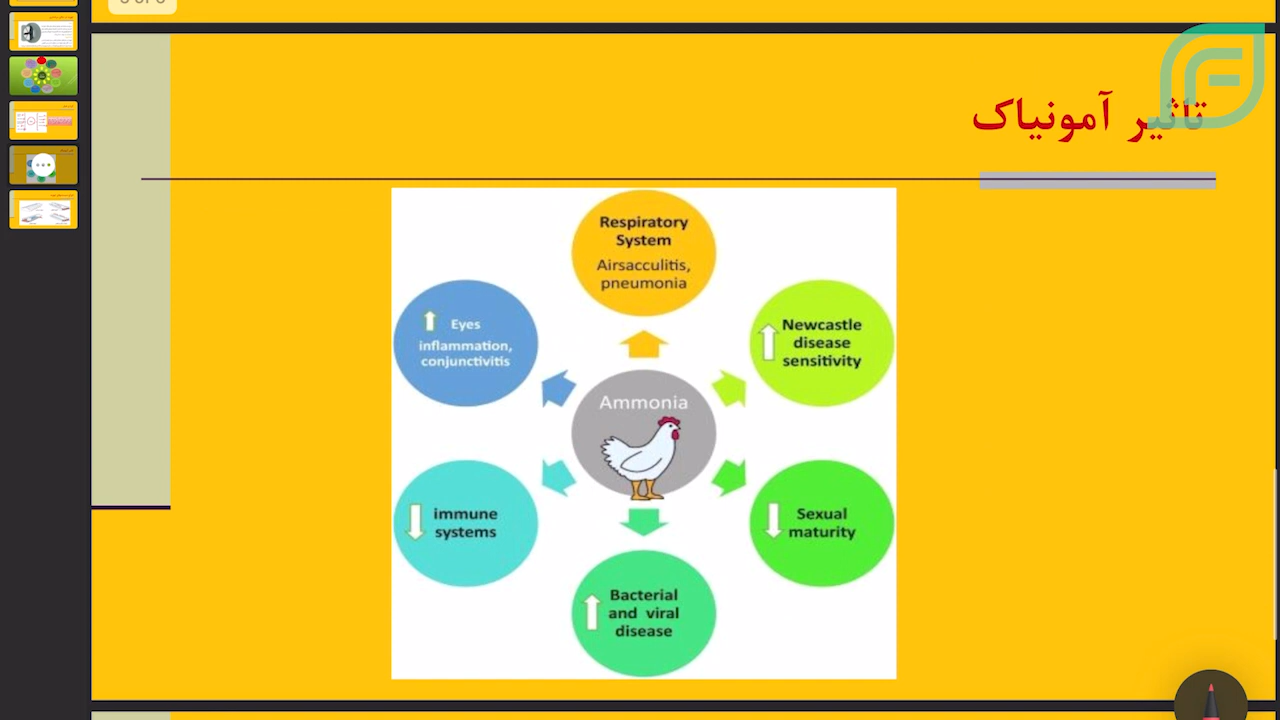 تاثیر آمونیاک
Respiratory
System
Airsacculitis,
pneumonia
Eyes
inflammation,
conjunctivitis
Newcastle
disease
sensitivity
Ammonia
immune
systems
Sexual
maturity
Bacterial
and viral
disease